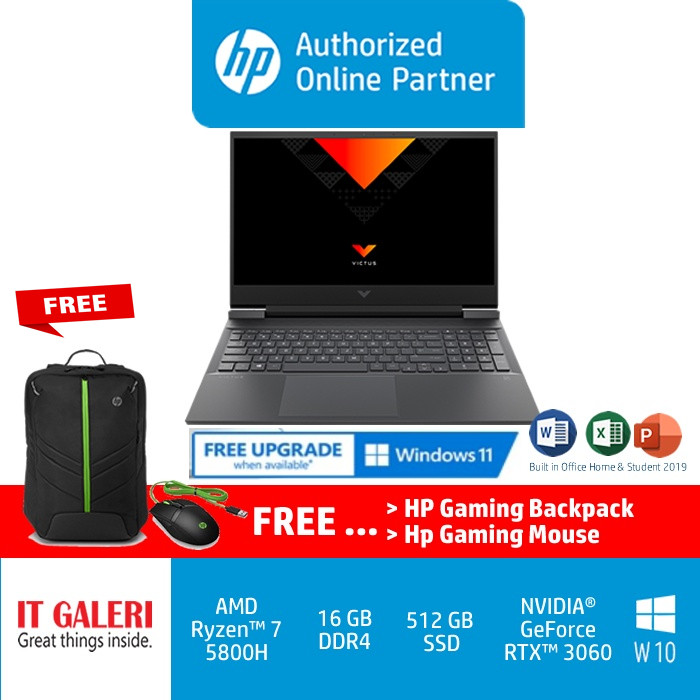 hp
Authorized
Online Partner
VICTUS
FREE
FREE UPGRADE
when available*
Windows 11
W
X
P
Built in Office Home & Student 2019
FREE ...
> HP Gaming Backpack
> Hp Gaming Mouse
IT GALERI
Great things inside.
AMD
Ryzen™ 7
5800H
16 GB
DDR4
512 GB
SSD
NVIDIA®
GeForce
RTX™ 3060
W 10